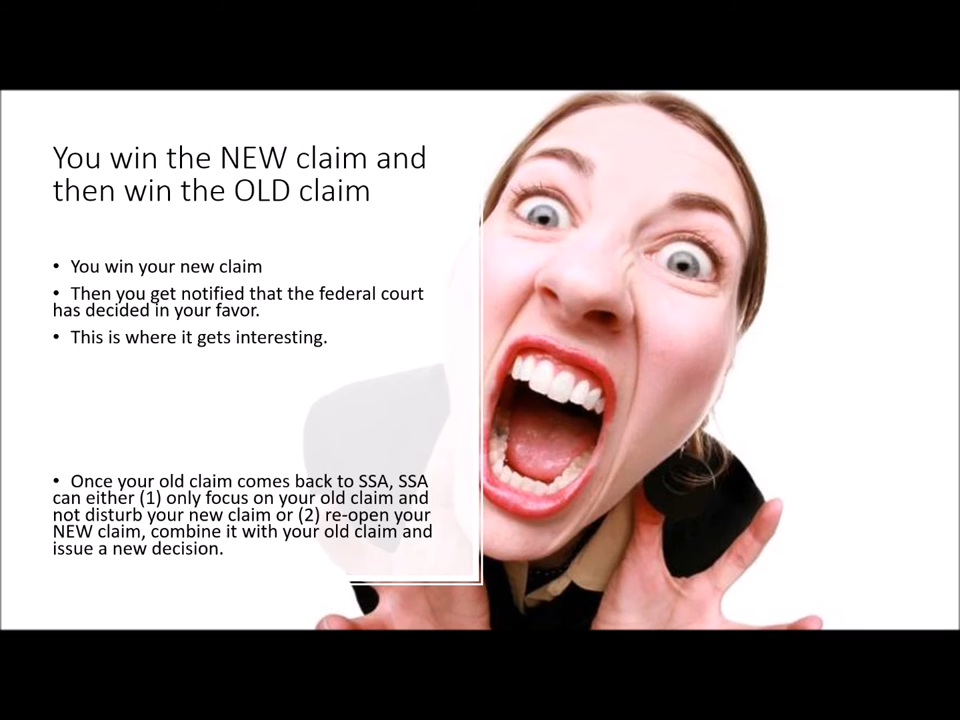 You win the NEW claim and
then win the OLD claim
• You win your new claim
• Then you get notified that the federal court
has decided in your favor.
• This is where it gets interesting.
• Once your old claim comes back to SSA, SSA
can either (1) only focus on your old claim and
not disturb your new claim or (2) re-open your
NEW claim, combine it with your old claim and
issue a new decision.